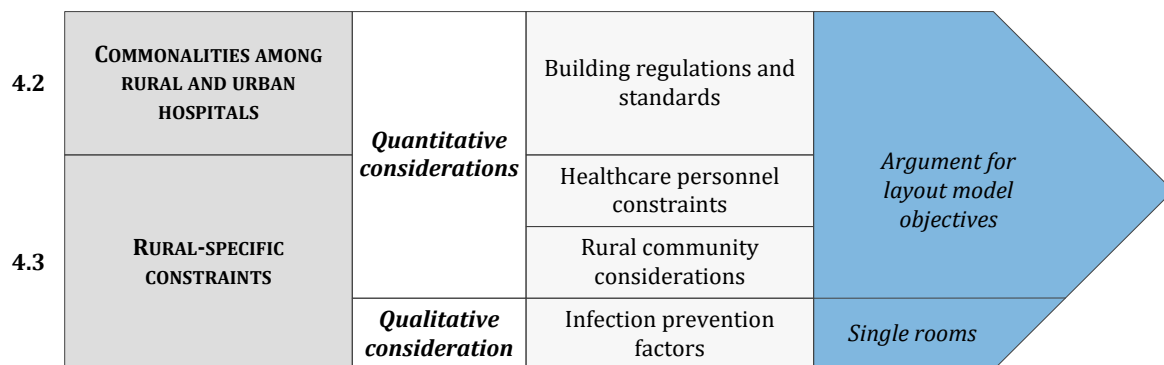 4.2
COMMONALITIES AMONG
RURAL AND URBAN
HOSPITALS
Quantitative
considerations
Building regulations and
standards
Argument for
layout model
objectives
4.3
RURAL-SPECIFIC
CONSTRAINTS
Healthcare personnel
constraints
Rural community
considerations
Qualitative
consideration
Infection prevention
factors
Single rooms